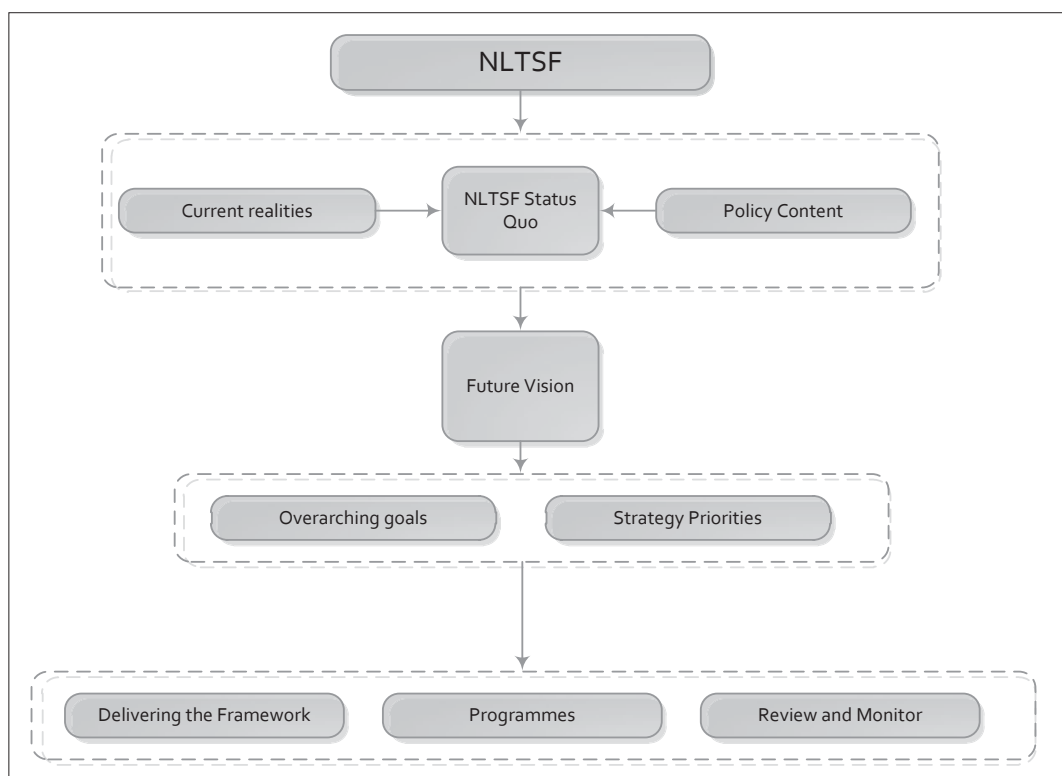 NLTSF
Current realities
NLTSF Status
Quo
Policy Content
Future Vision
Overarching goals
Strategy Priorities
Delivering the Framework
Programmes
Review and Monitor